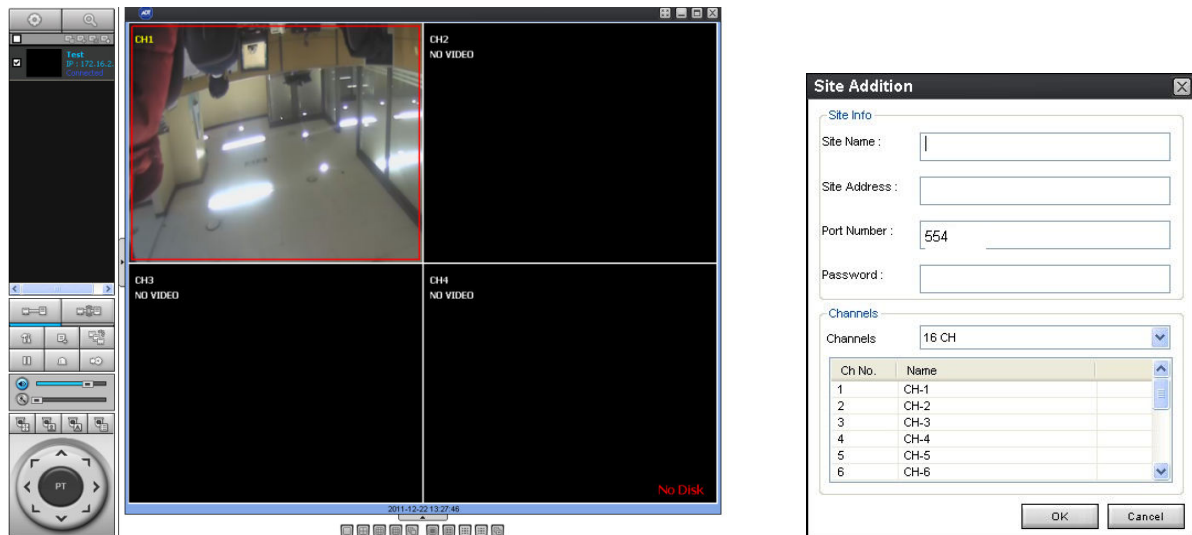 ADT
Test
IP : 172.16.2.
Connected
CH1
CH2
NO VIDEO
CH3
NO VIDEO
CH4
NO VIDEO
No Disk
2011-12-22 13:27:46
PT
Site Addition
Site Info
Site Name :
Site Address :
Port Number :
554
Password :
Channels
Channels
16 CH
Ch No. Name
1 CH-1
2 CH-2
3 CH-3
4 CH-4
5 CH-5
6 CH-6
OK Cancel